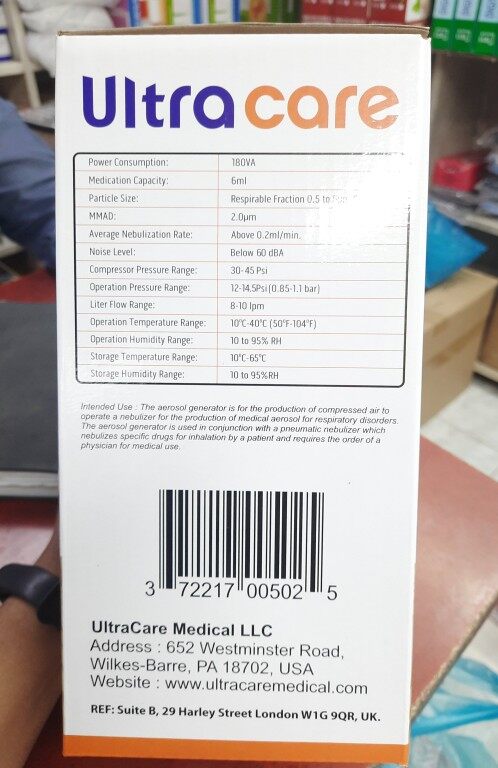 Ultra care
Power Consumption: 180VA
Medication Capacity: 6ml
Particle Size: Respirable Fraction 0.5 to
MMAD: 2.0μm
Average Nebulization Rate: Above 0.2ml/min.
Noise Level: Below 60 dBA
Compressor Pressure Range: 30-45 Psi
Operation Pressure Range: 12-14.5Psi(0.85-1.1 bar)
Liter Flow Range: 8-10 lpm
Operation Temperature Range: 10°C-40°C (50°F-104°F)
Operation Humidity Range: 10 to 95% RH
Storage Temperature Range: 10°C-65°C
Storage Humidity Range: 10 to 95%RH
Intended Use : The aerosol generator is for the production of compressed air to
operate a nebulizer for the production of medical aerosol for respiratory disorders.
The aerosol generator is used in conjunction with a pneumatic nebulizer which
nebulizes specific drugs for inhalation by a patient and requires the order of a
physician for medical use.
3 72217 00502 5
UltraCare Medical LLC
Address : 652 Westminster Road,
Wilkes-Barre, PA 18702, USA
Website : www.ultracaremedical.com
REF: Suite B, 29 Harley Street London W1G 9QR, UK.